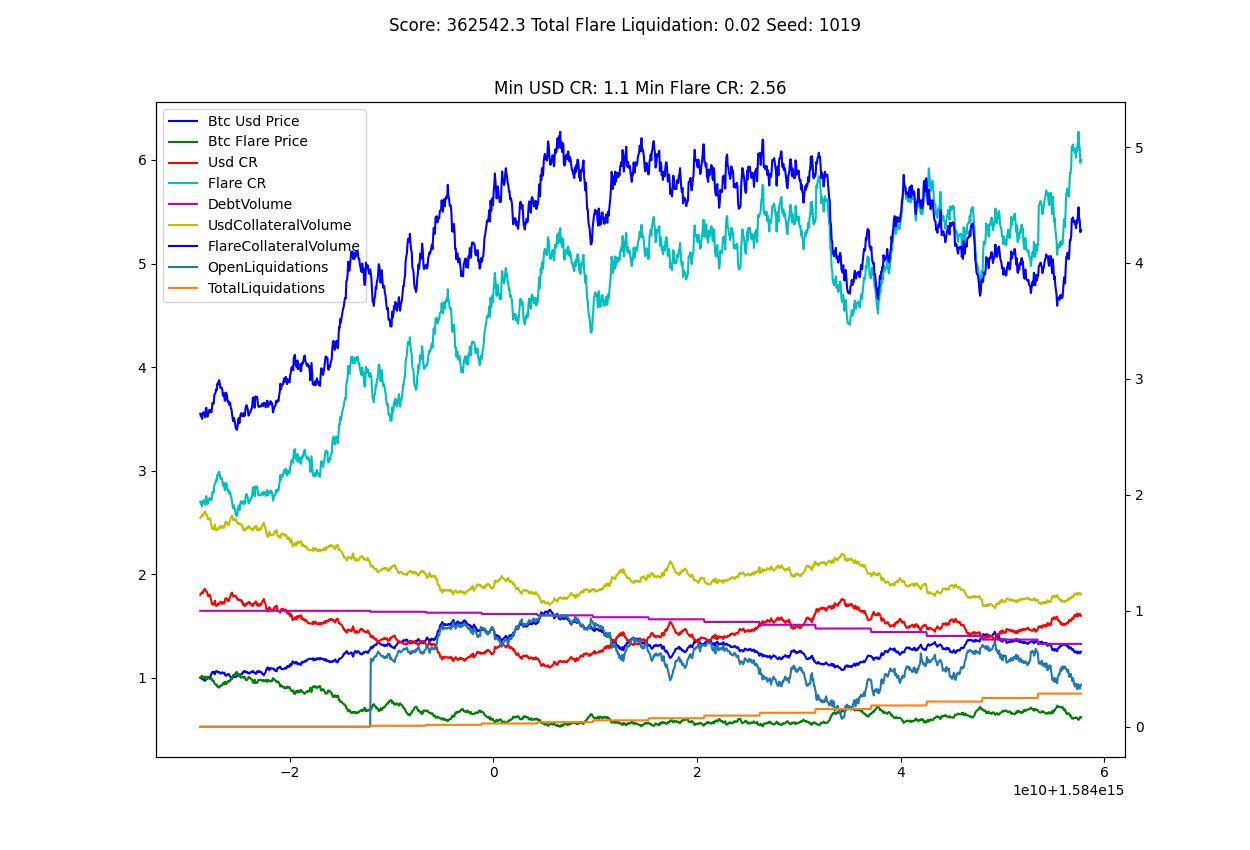 Score: 362542.3 Total Flare Liquidation: 0.02 Seed: 1019
Min USD CR: 1.1 Min Flare CR: 2.56
Btc Usd Price
Btc Flare Price
Usd CR
Flare CR
DebtVolume
UsdCollateralVolume
FlareCollateralVolume
OpenLiquidations
TotalLiquidations
6
5
4
3
2
1
5
4
3
2
1
0
−2
0
2
4
6
1e10+1.584e15